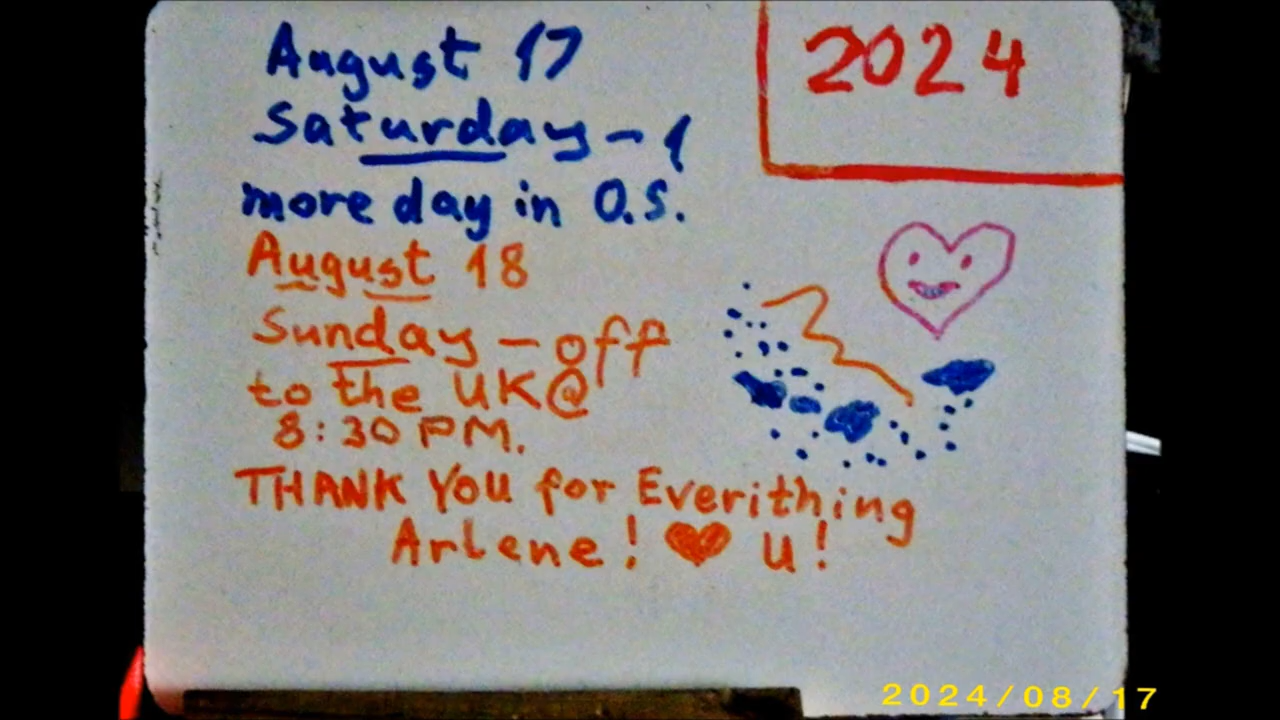 August 17
2024
Saturday - 1
more day in O.S.
August 18
Sunday - off
to the UK@
8:30 PM.
THANK YOU for Everithing
Arlene! ❤ U!
2024/08/17